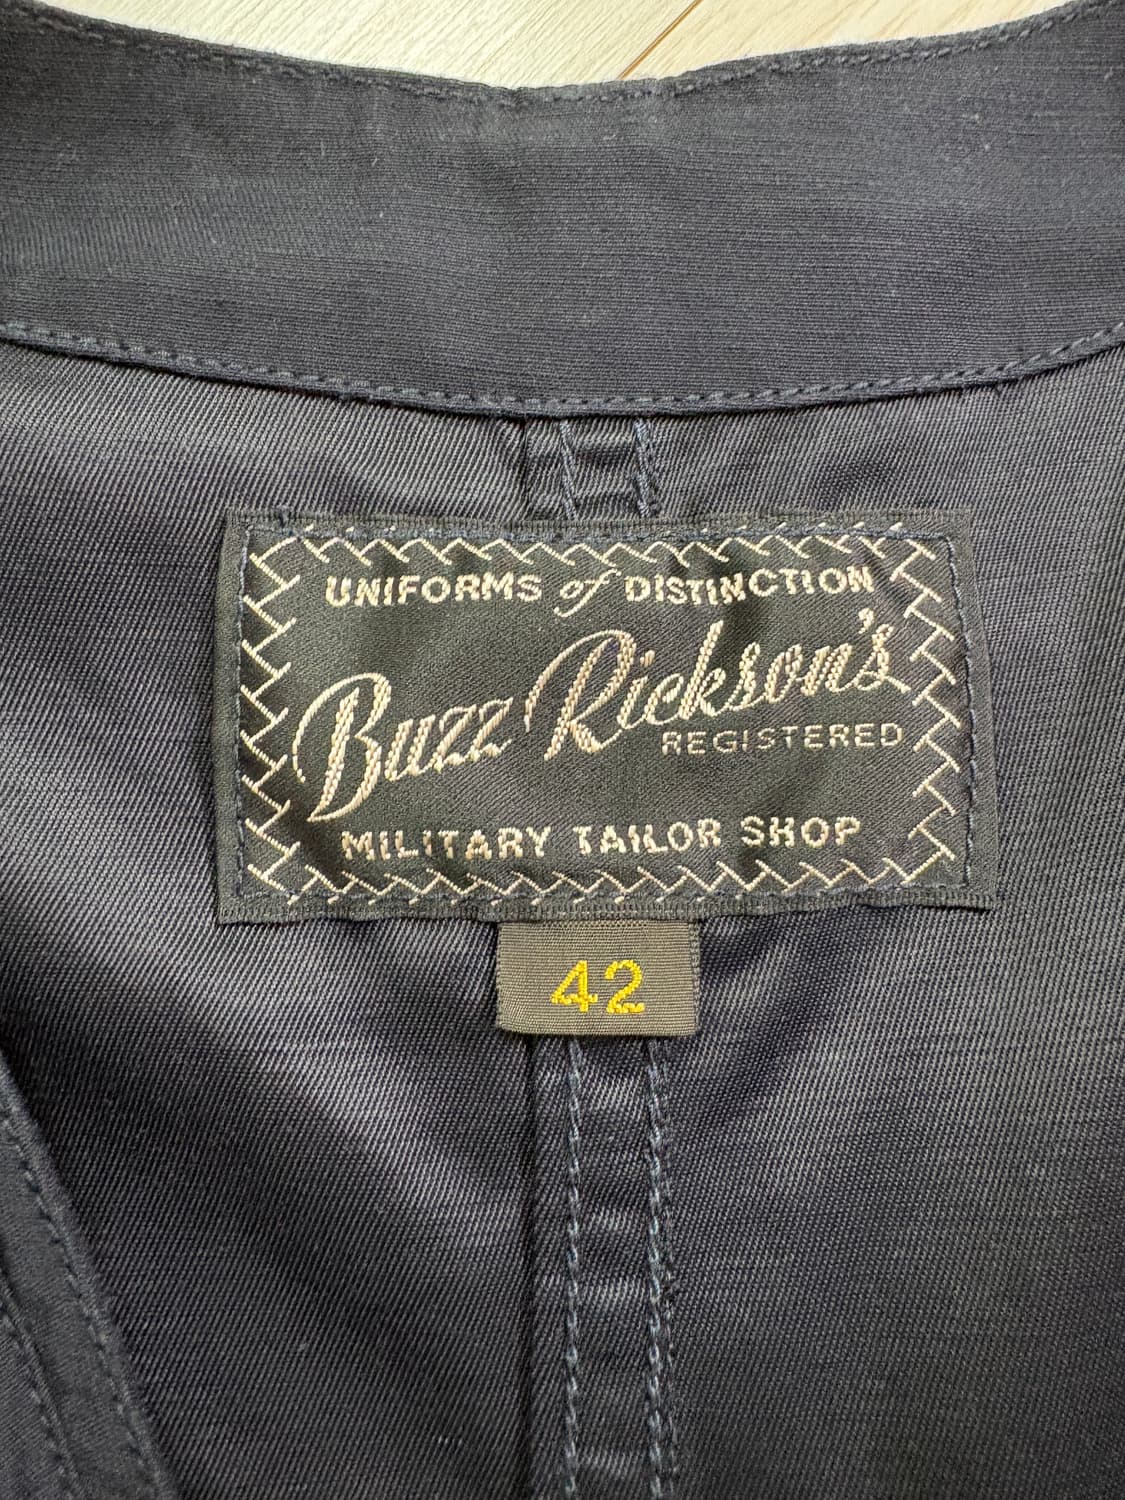 UNIFORMS of DISTINCTION
Buzz Rickson's
REGISTERED
MILITARY TAILOR SHOP
42